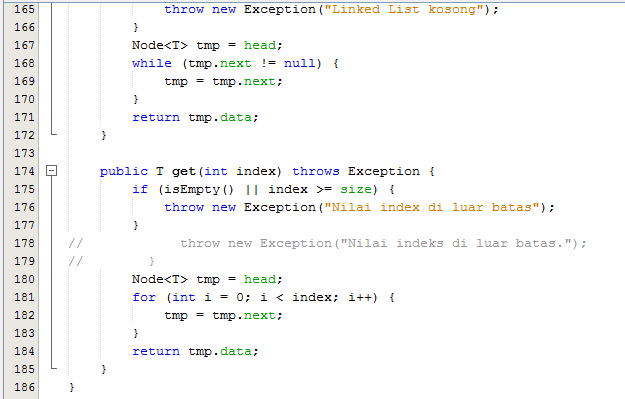 165 throw new Exception("Linked List kosong");
166 }
167 Node<T> tmp = head;
168 while (tmp.next != null) {
169 tmp = tmp.next;
170 }
171 return tmp.data;
172 }
173
174 public T get(int index) throws Exception {
175 if (isEmpty() || index >= size) {
176 throw new Exception("Nilai index di luar batas");
177 }
178 // throw new Exception("Nilai indeks di luar batas.");
179 // }
180 Node<T> tmp = head;
181 for (int i = 0; i < index; i++) {
182 tmp = tmp.next;
183 }
184 return tmp.data;
185 }
186 }